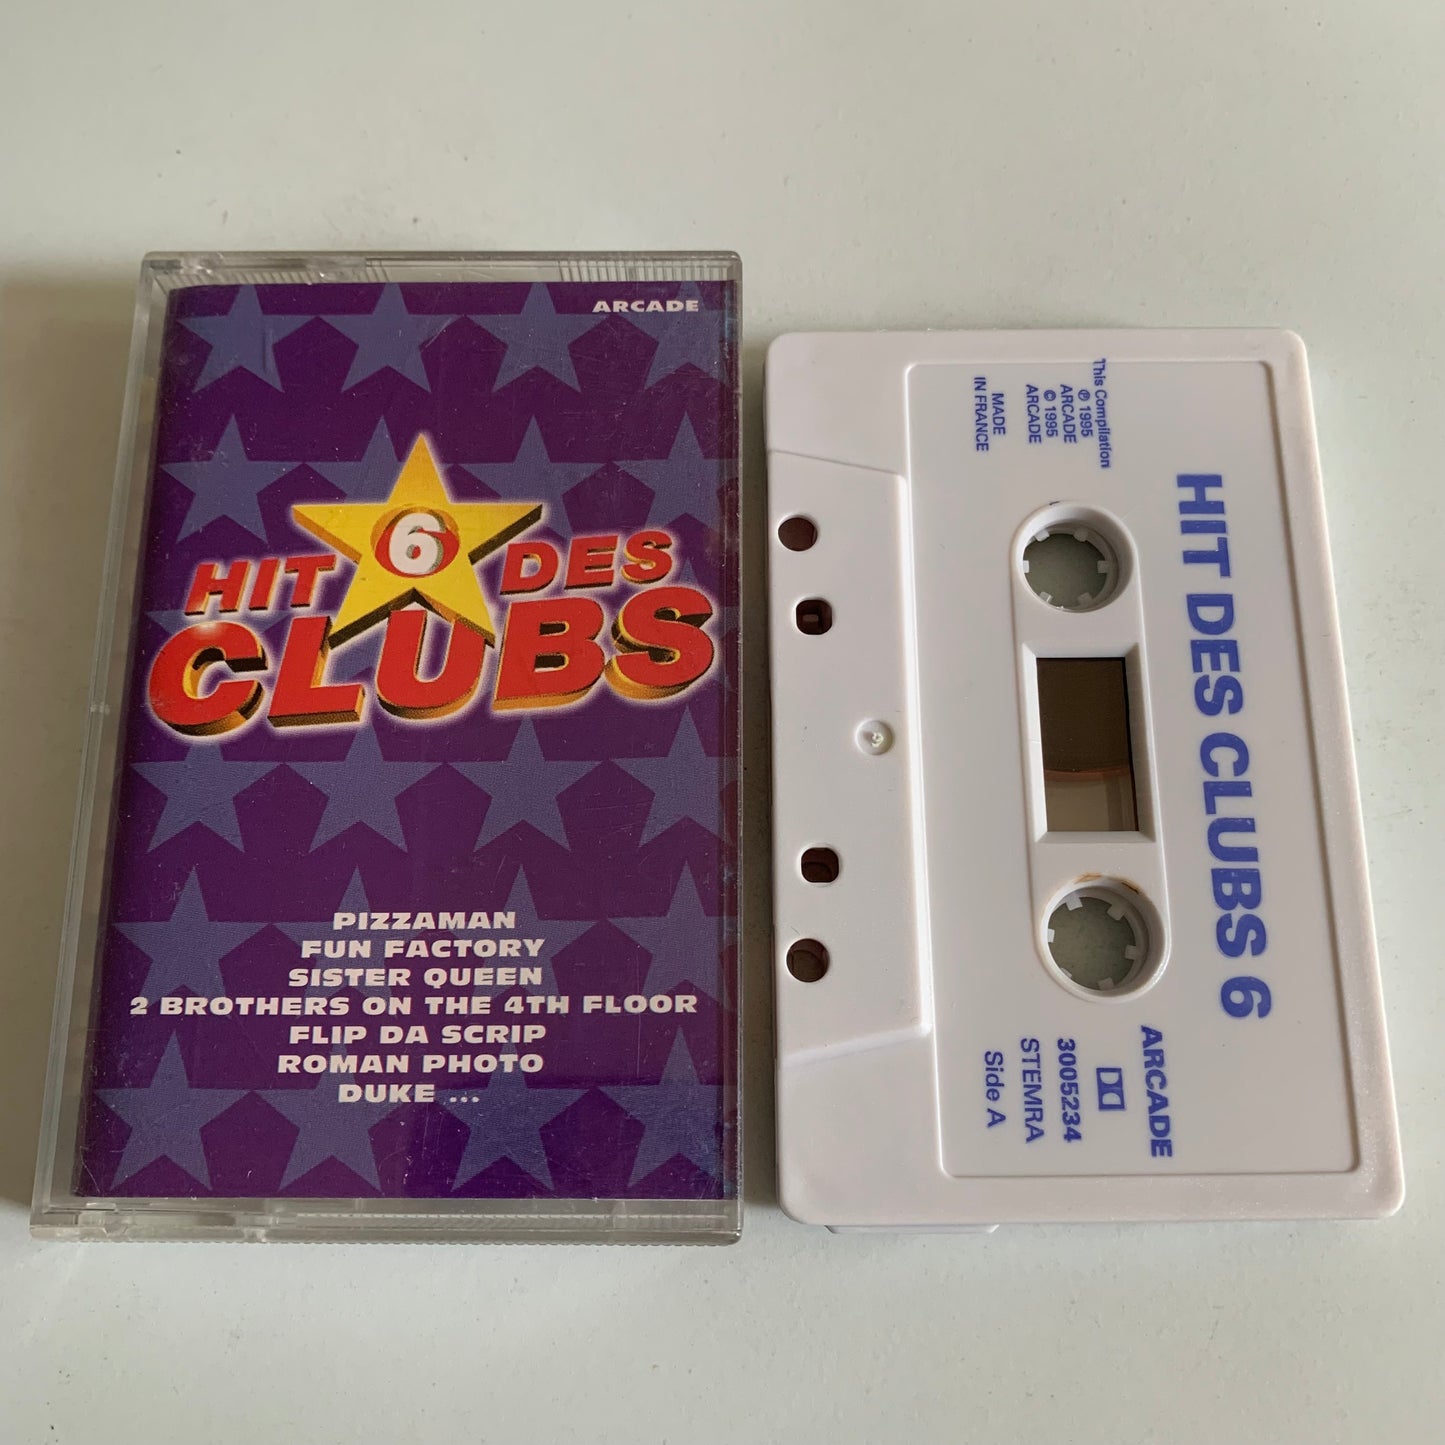 ARCADE
6
HIT DES
CLUBS
PIZZAMAN
FUN FACTORY
SISTER QUEEN
2 BROTHERS ON THE 4TH FLOOR
FLIP DA SCRIP
ROMAN PHOTO
DUKE ...
HIT DES CLUBS 6
This Compilation
℗ 1995
ARCADE
© 1995
ARCADE
MADE
IN FRANCE
ARCADE
3005234
STEMRA
Side A